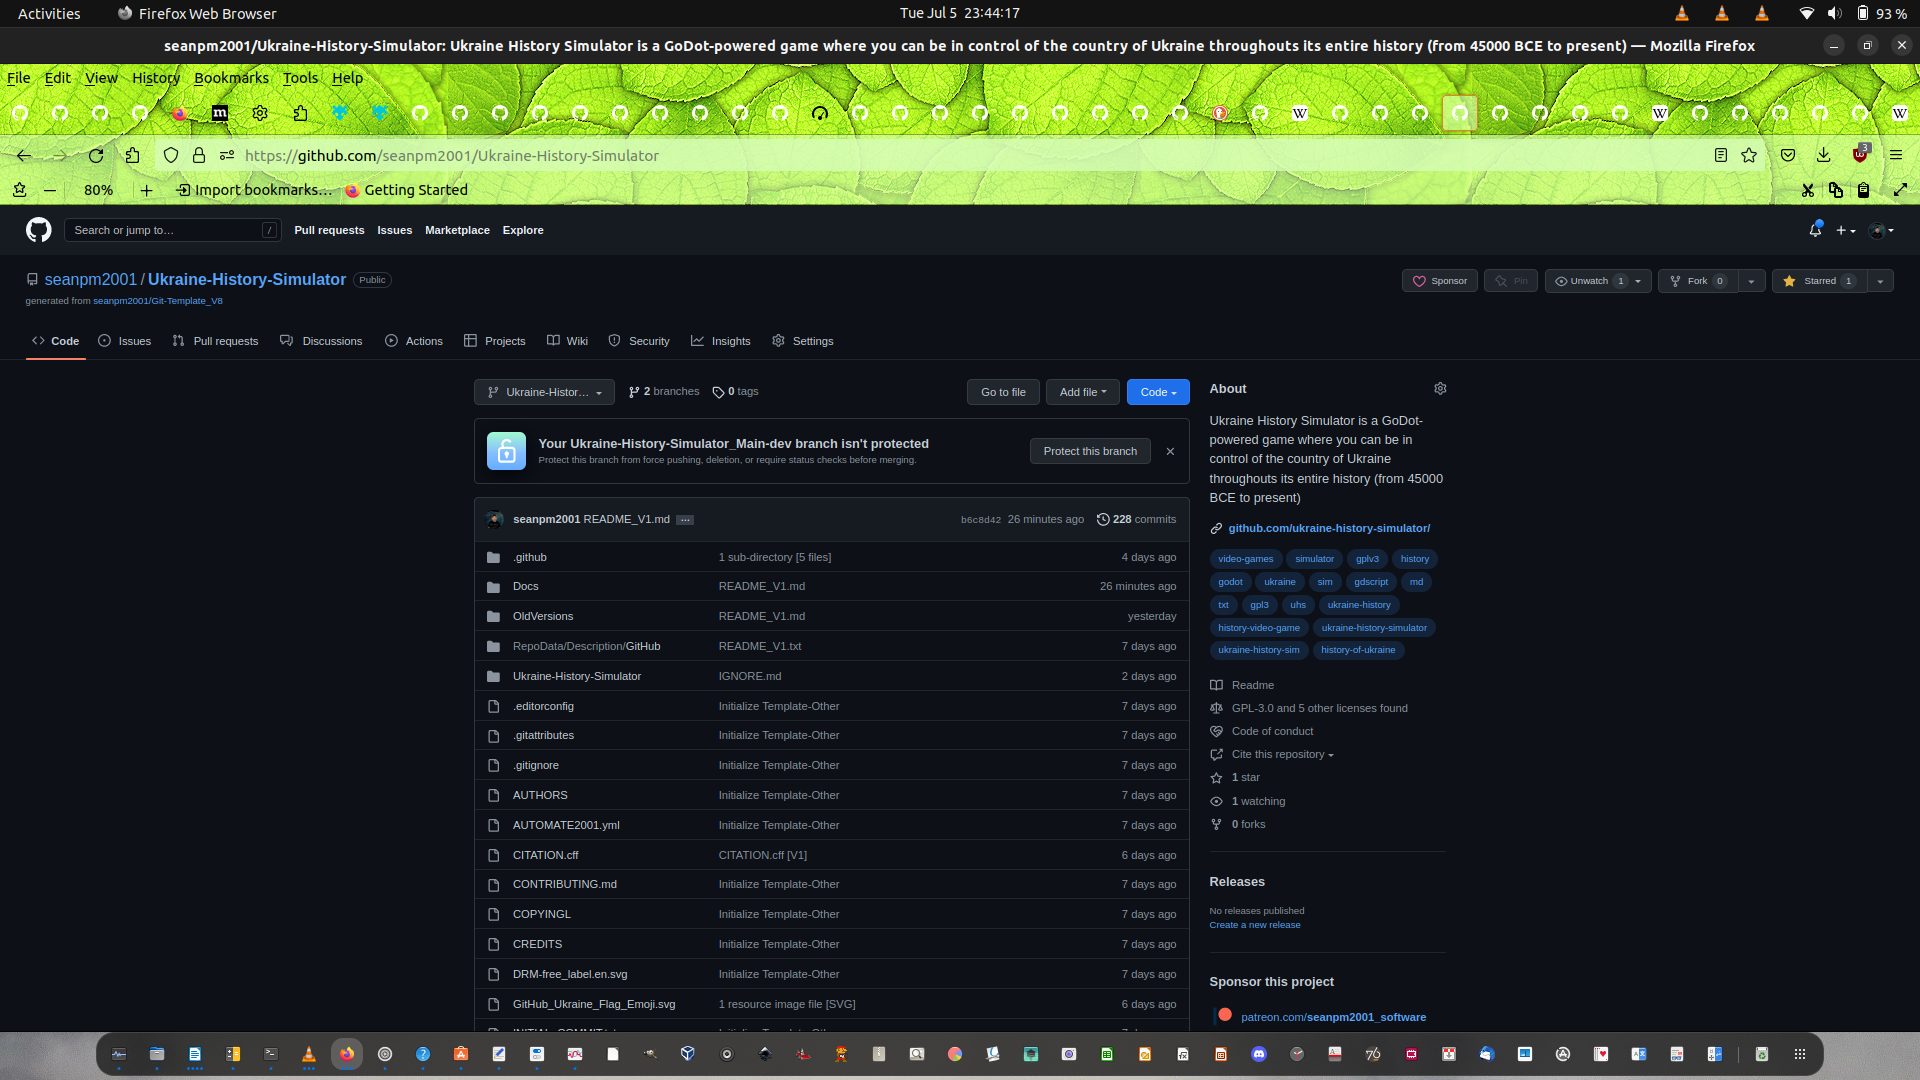 Activities
Firefox Web Browser
Tue Jul 5 23:44:17
93 %
seanpm2001/Ukraine-History-Simulator: Ukraine History Simulator is a GoDot-powered game where you can be in control of the country of Ukraine throughouts its entire history (from 45000 BCE to present) — Mozilla Firefox
File Edit View History Bookmarks Tools Help
https://github.com/seanpm2001/Ukraine-History-Simulator
3
80%
Import bookmarks…
Getting Started
Search or jump to…
/
Pull requests Issues Marketplace Explore
seanpm2001 / Ukraine-History-Simulator Public
generated from seanpm2001/Git-Template_V8
Sponsor
Pin
Unwatch 1
Fork 0
Starred 1
Code
Issues
Pull requests
Discussions
Actions
Projects
Wiki
Security
Insights
Settings
Ukraine-Histor…
2 branches
0 tags
Go to file
Add file
Code
Your Ukraine-History-Simulator_Main-dev branch isn't protected
Protect this branch from force pushing, deletion, or require status checks before merging.
Protect this branch
seanpm2001 README_V1.md …
b6c8d42 26 minutes ago 228 commits
.github 1 sub-directory [5 files] 4 days ago
Docs README_V1.md 26 minutes ago
OldVersions README_V1.md yesterday
RepoData/Description/GitHub README_V1.txt 7 days ago
Ukraine-History-Simulator IGNORE.md 2 days ago
.editorconfig Initialize Template-Other 7 days ago
.gitattributes Initialize Template-Other 7 days ago
.gitignore Initialize Template-Other 7 days ago
AUTHORS Initialize Template-Other 7 days ago
AUTOMATE2001.yml Initialize Template-Other 7 days ago
CITATION.cff CITATION.cff [V1] 6 days ago
CONTRIBUTING.md Initialize Template-Other 7 days ago
COPYINGL Initialize Template-Other 7 days ago
CREDITS Initialize Template-Other 7 days ago
DRM-free_label.en.svg Initialize Template-Other 7 days ago
GitHub_Ukraine_Flag_Emoji.svg 1 resource image file [SVG] 6 days ago
About
Ukraine History Simulator is a GoDot-
powered game where you can be in
control of the country of Ukraine
throughouts its entire history (from 45000
BCE to present)
github.com/ukraine-history-simulator/
video-games simulator gplv3 history
godot ukraine sim gdscript md
txt gpl3 uhs ukraine-history
history-video-game ukraine-history-simulator
ukraine-history-sim history-of-ukraine
Readme
GPL-3.0 and 5 other licenses found
Code of conduct
Cite this repository
1 star
1 watching
0 forks
Releases
No releases published
Create a new release
Sponsor this project
patreon.com/seanpm2001_software